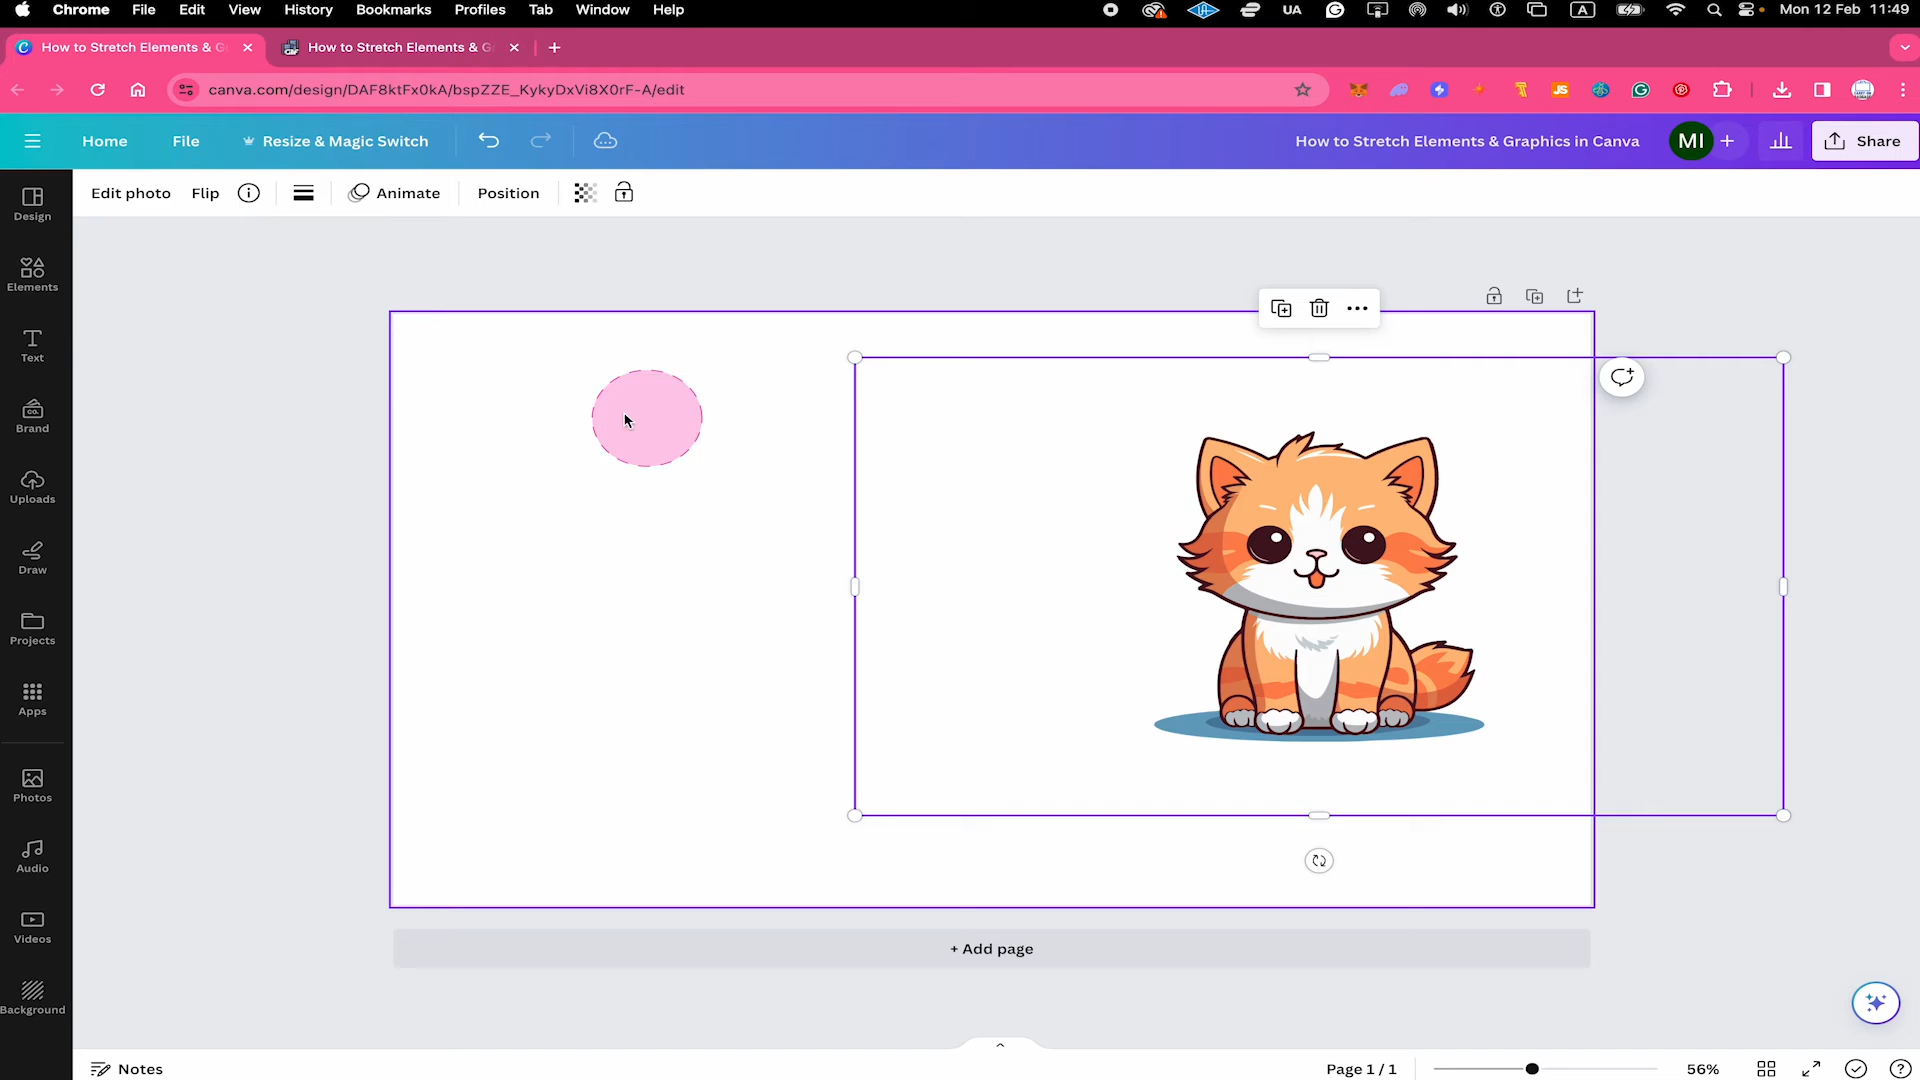 Chrome File Edit View History Bookmarks Profiles Tab Window Help UA A Mon 12 Feb 11:49
How to Stretch Elements & G How to Stretch Elements & G
canva.com/design/DAF8ktFx0kA/bspZZE_KykyDxVi8X0rF-A/edit JS
Home File Resize & Magic Switch How to Stretch Elements & Graphics in Canva MI Share
Edit photo Flip Animate Position
Design
Elements
Text
CO.
Brand
Uploads
Draw
Projects
Apps
Photos
Audio
Videos
Background
+ Add page
Notes Page 1 / 1 56%